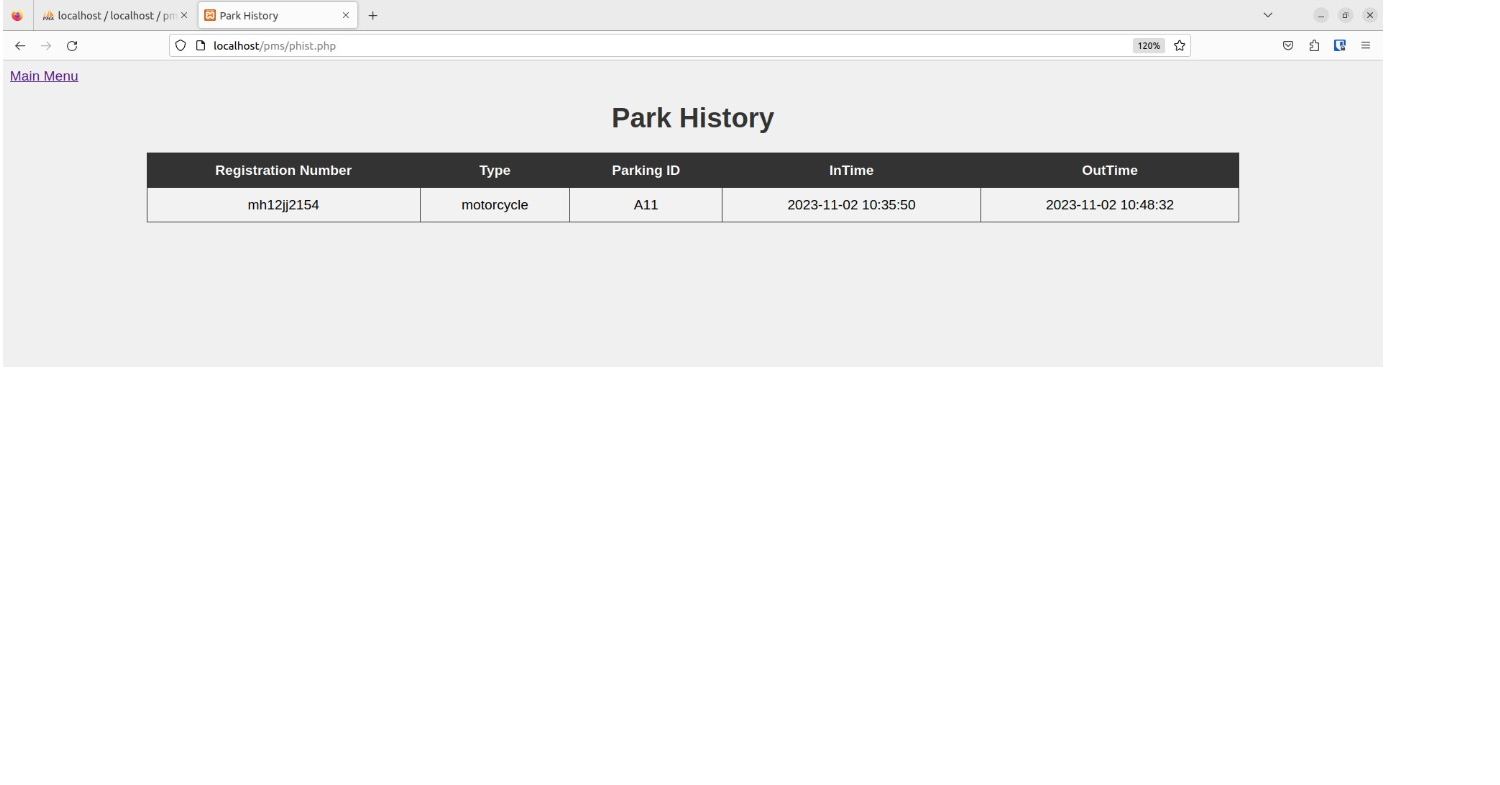 localhost / localhost / pm
Park History
localhost/pms/phist.php
120%
Main Menu
Park History
Registration Number Type Parking ID InTime OutTime
mh12jj2154 motorcycle A11 2023-11-02 10:35:50 2023-11-02 10:48:32